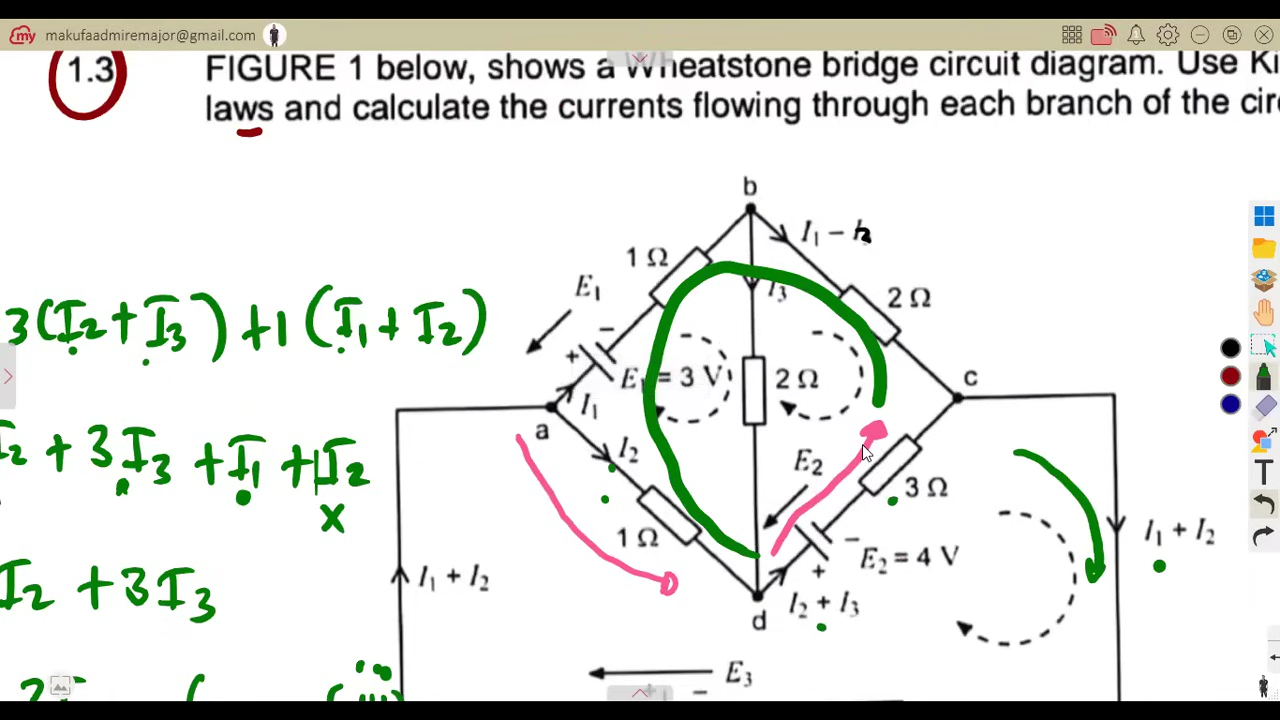 my makufaadmiremajor@gmail.com
1.3 FIGURE 1 below, shows a Wheatstone bridge circuit diagram. Use Ki
laws and calculate the currents flowing through each branch of the cir
b
I₁ –
1 Ω
E₁
I₃
2 Ω
3(I₂ + I₃) + 1(I₁ + I₂)
–
+
E₁ = 3 V
2 Ω
c
I₁
a
I₂ + 3I₃ + I₁ + 1I₂
x
I₂
E₂
3 Ω
1 Ω
–
E₂ = 4 V
I₁ + I₂
+
I₂ + 3I₃
I₁ + I₂
I₂ + I₃
d
E₃
–
T